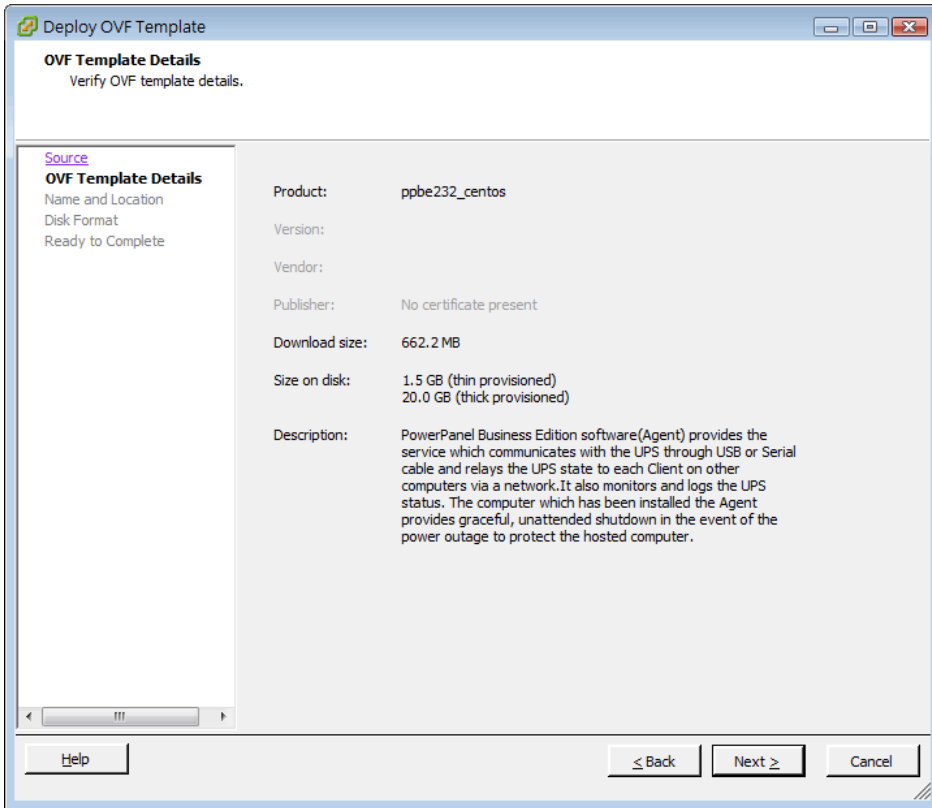 Deploy OVF Template
OVF Template Details
Verify OVF template details.
Source
OVF Template Details
Name and Location
Disk Format
Ready to Complete
Product: ppbe232_centos
Version:
Vendor:
Publisher: No certificate present
Download size: 662.2 MB
Size on disk: 1.5 GB (thin provisioned)
20.0 GB (thick provisioned)
Description: PowerPanel Business Edition software(Agent) provides the
service which communicates with the UPS through USB or Serial
cable and relays the UPS state to each Client on other
computers via a network.It also monitors and logs the UPS
status. The computer which has been installed the Agent
provides graceful, unattended shutdown in the event of the
power outage to protect the hosted computer.
Help
< Back Next > Cancel